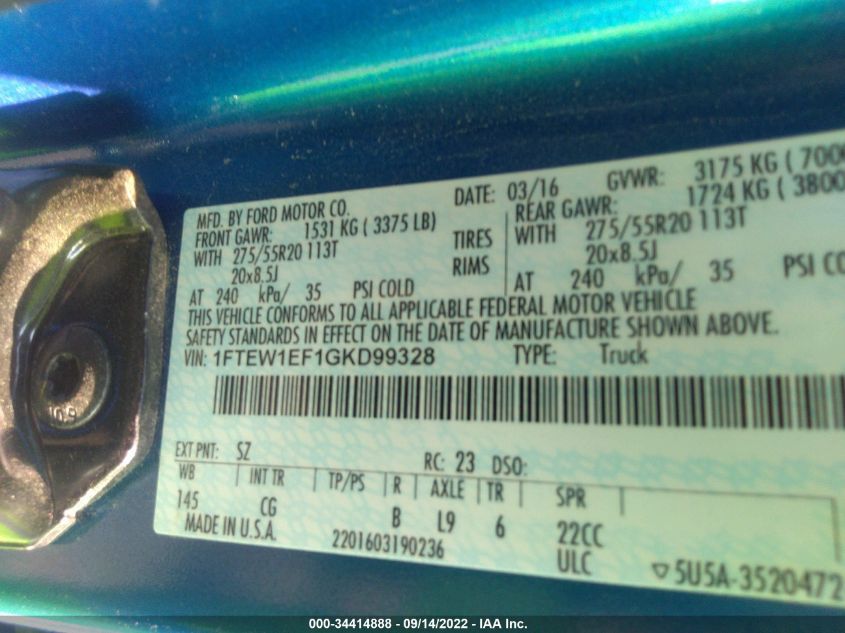 MFD. BY FORD MOTOR CO. DATE: 03/16 GVWR: 3175 KG ( 7000
FRONT GAWR: 1531 KG ( 3375 LB) REAR GAWR: 1724 KG ( 3800
WITH 275/55R20 113T TIRES WITH 275/55R20 113T
20x8.5J RIMS 20x8.5J
AT 240 kPa/ 35 PSI COLD AT 240 kPa/ 35 PSI CO
THIS VEHICLE CONFORMS TO ALL APPLICABLE FEDERAL MOTOR VEHICLE
SAFETY STANDARDS IN EFFECT ON THE DATE OF MANUFACTURE SHOWN ABOVE.
VIN: 1FTEW1EF1GKD99328 TYPE: Truck
EXT PNT: SZ RC: 23 DSO:
WB INT TR TP/PS R AXLE TR SPR
145 CG B L9 6 22CC
MADE IN U.S.A. 2201603190236 ULC 5U5A-3520472
10.9
000-34414888 - 09/14/2022 - IAA Inc.